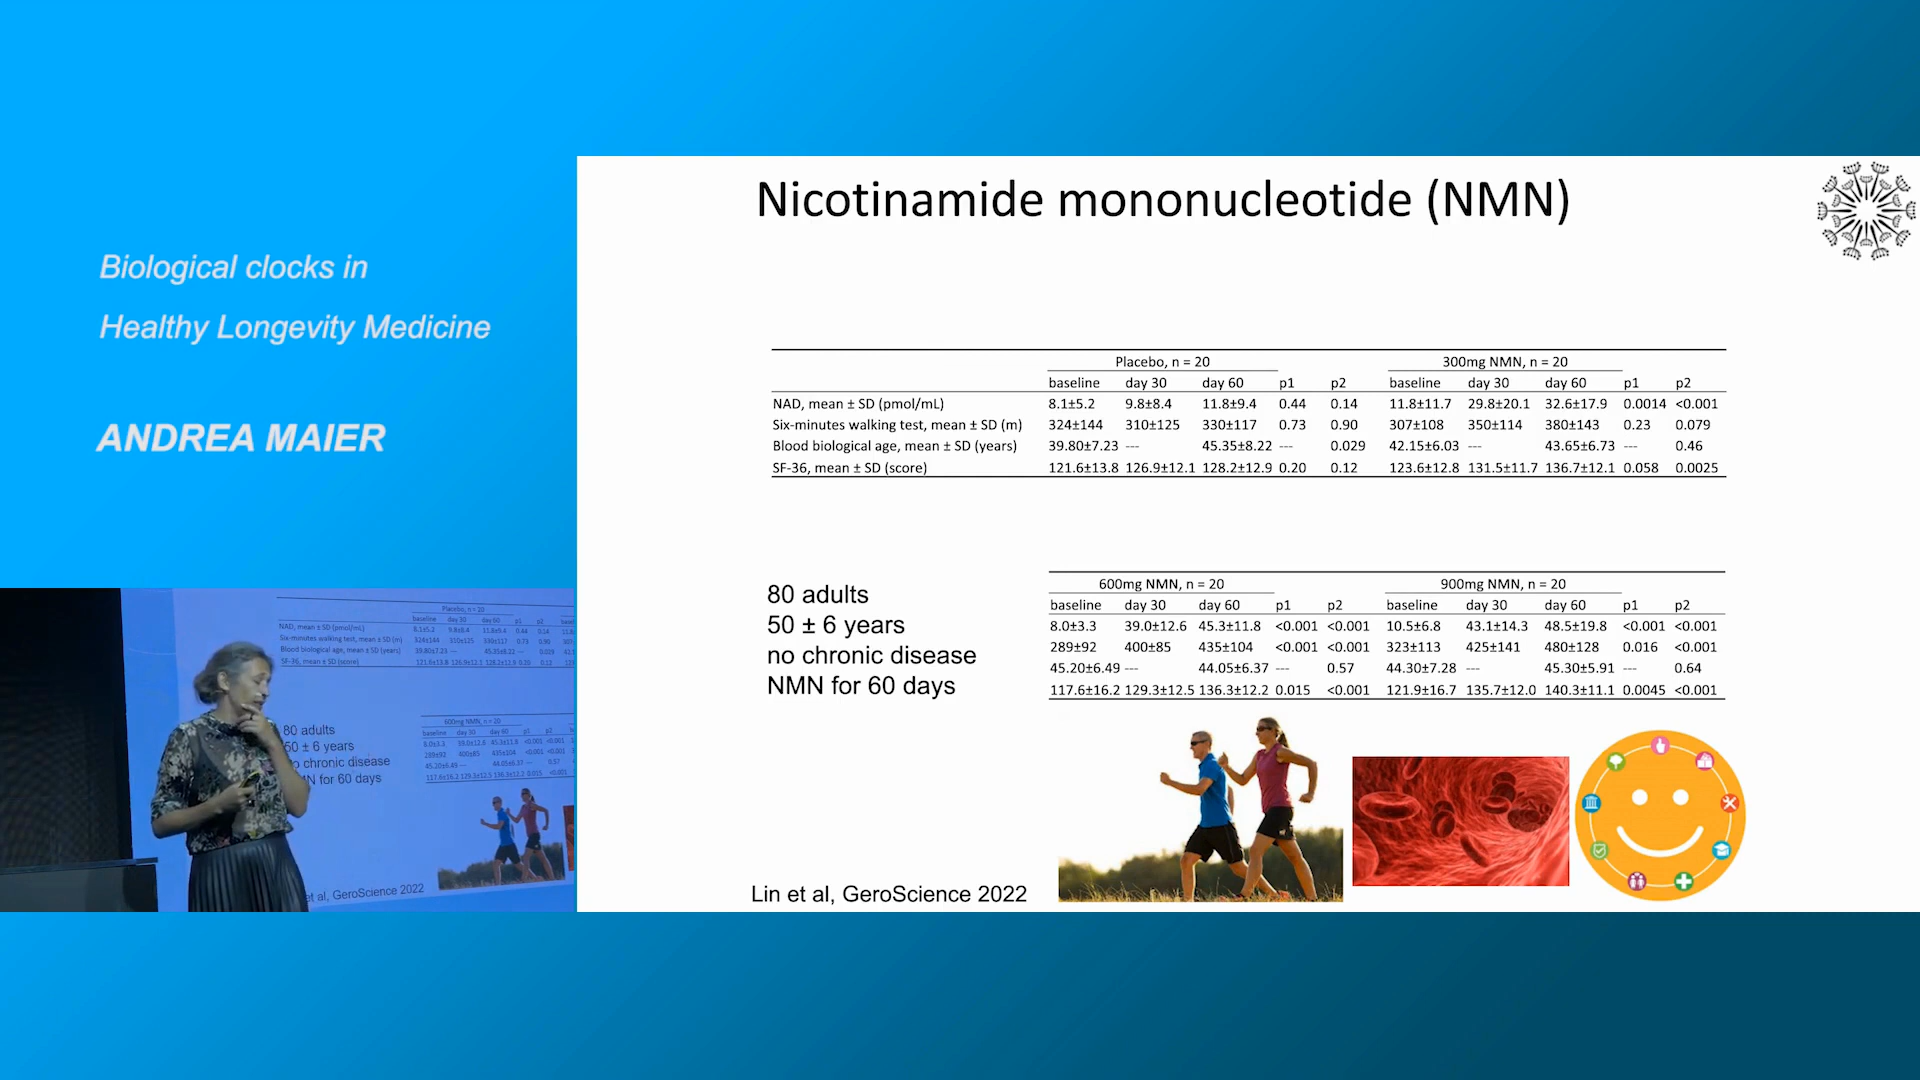 Biological clocks in
Healthy Longevity Medicine
ANDREA MAIER
Nicotinamide mononucleotide (NMN)
Placebo, n = 20 300mg NMN, n = 20
baseline day 30 day 60 p1 p2 baseline day 30 day 60 p1 p2
NAD, mean ± SD (pmol/mL) 8.1±5.2 9.8±8.4 11.8±9.4 0.44 0.14 11.8±11.7 29.8±20.1 32.6±17.9 0.0014 <0.001
Six-minutes walking test, mean ± SD (m) 324±144 310±125 330±117 0.73 0.90 307±108 350±114 380±143 0.23 0.079
Blood biological age, mean ± SD (years) 39.80±7.23 --- 45.35±8.22 --- 0.029 42.15±6.03 --- 43.65±6.73 --- 0.46
SF-36, mean ± SD (score) 121.6±13.8 126.9±12.1 128.2±12.9 0.20 0.12 123.6±12.8 131.5±11.7 136.7±12.1 0.058 0.0025
80 adults
50 ± 6 years
no chronic disease
NMN for 60 days
600mg NMN, n = 20 900mg NMN, n = 20
baseline day 30 day 60 p1 p2 baseline day 30 day 60 p1 p2
8.0±3.3 39.0±12.6 45.3±11.8 <0.001 <0.001 10.5±6.8 43.1±14.3 48.5±19.8 <0.001 <0.001
289±92 400±85 435±104 <0.001 <0.001 323±113 425±141 480±128 0.016 <0.001
45.20±6.49 --- 44.05±6.37 --- 0.57 44.30±7.28 --- 45.30±5.91 --- 0.64
117.6±16.2 129.3±12.5 136.3±12.2 0.015 <0.001 121.9±16.7 135.7±12.0 140.3±11.1 0.0045 <0.001
Lin et al, GeroScience 2022
80 adults
50 ± 6 years
chronic disease
for 60 days
et al, GeroScience 2022